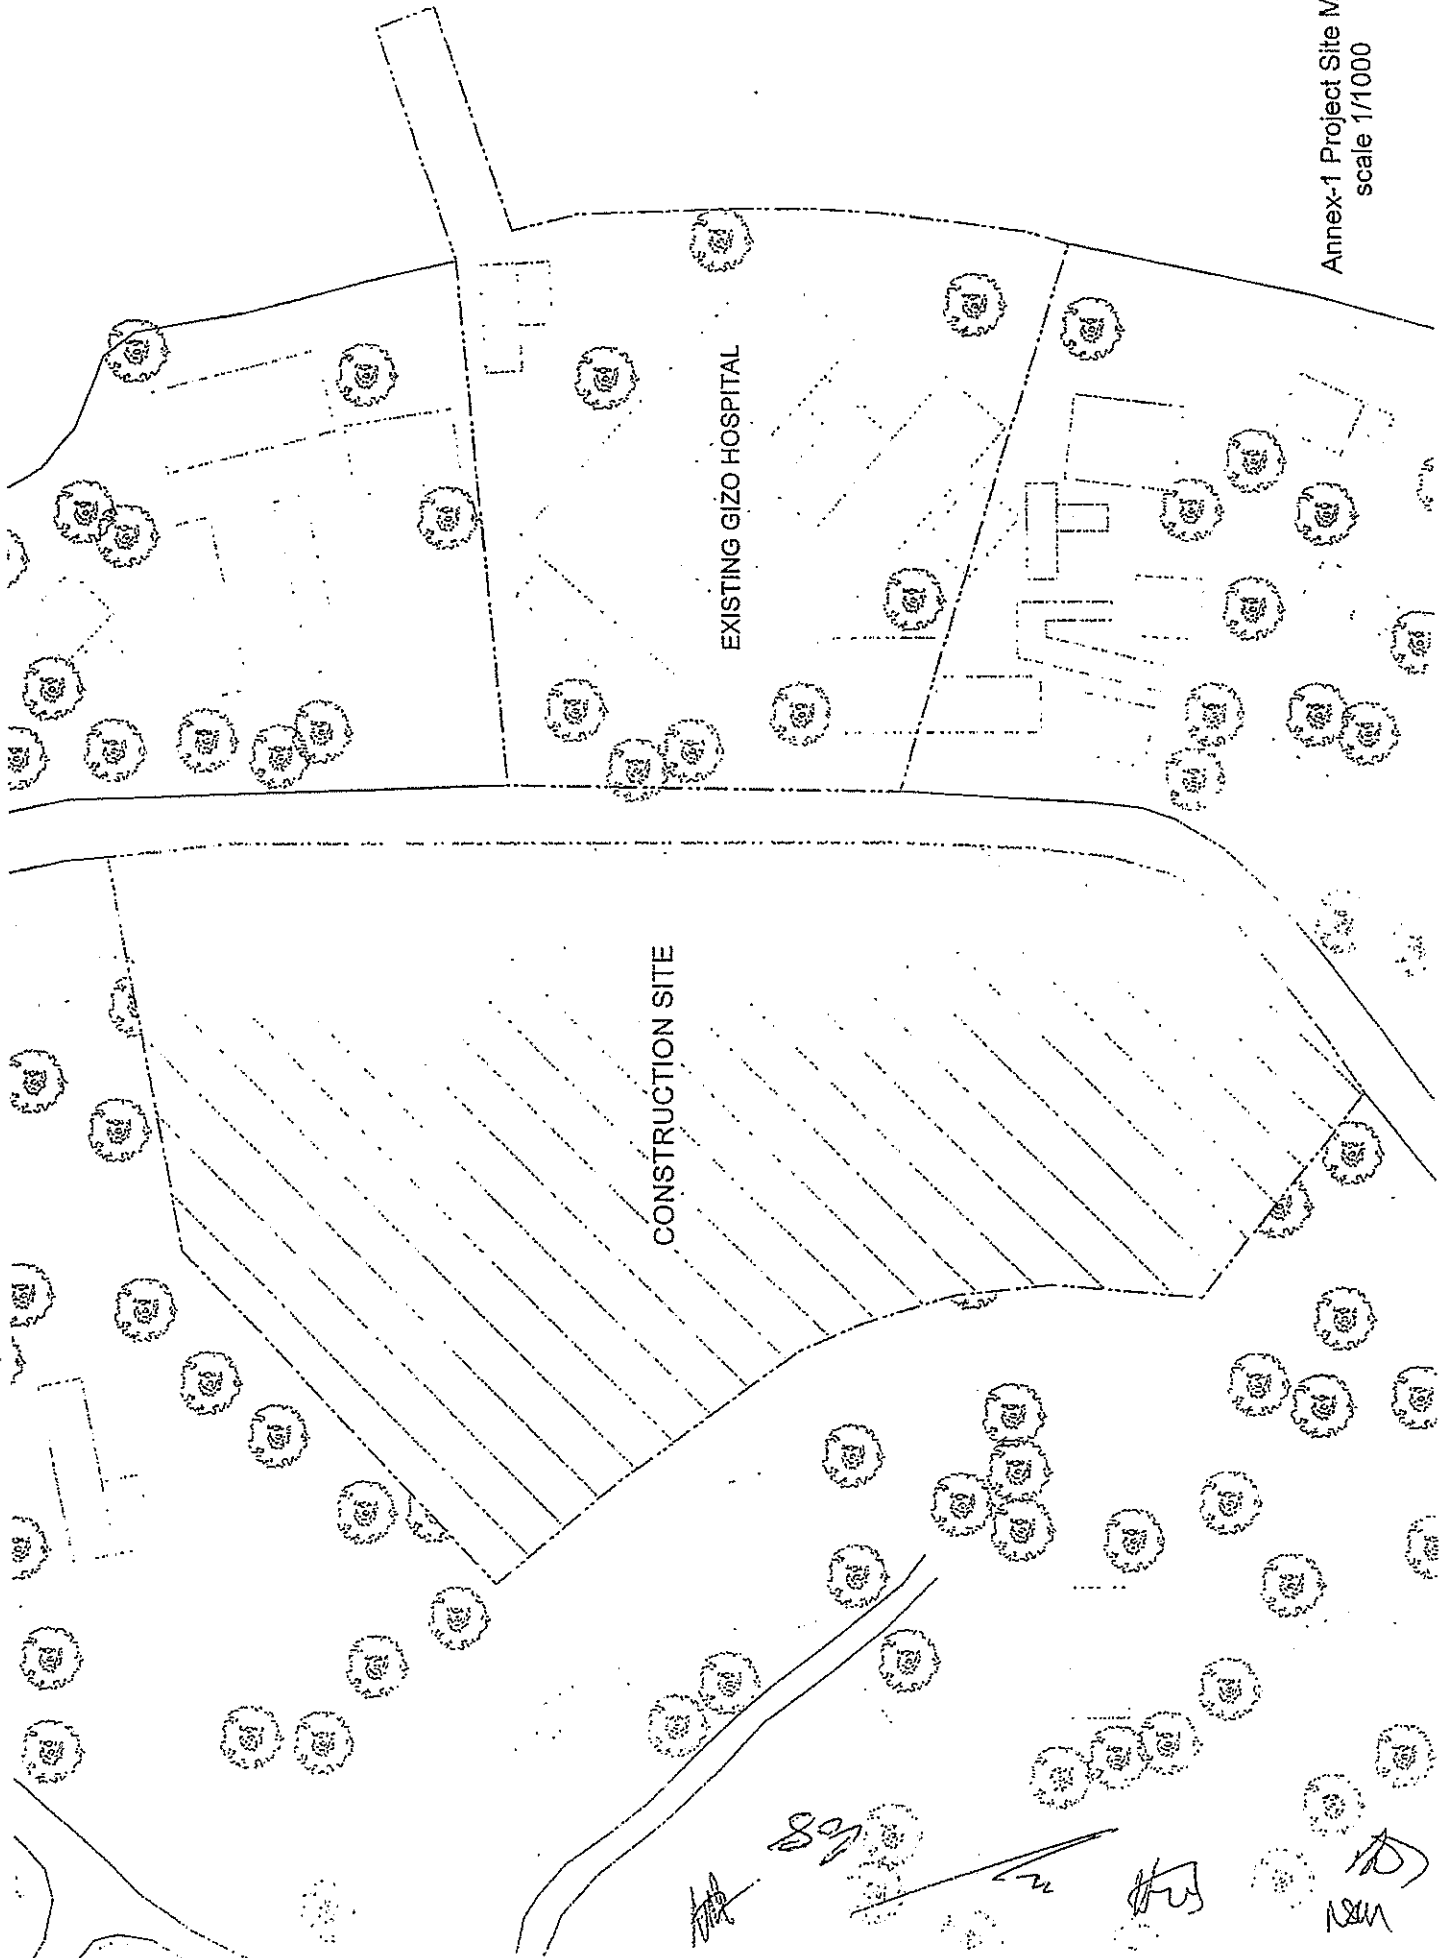 Annex-1 Project Site
scale 1/1000
EXISTING GIZO HOSPITAL
CONSTRUCTION SITE